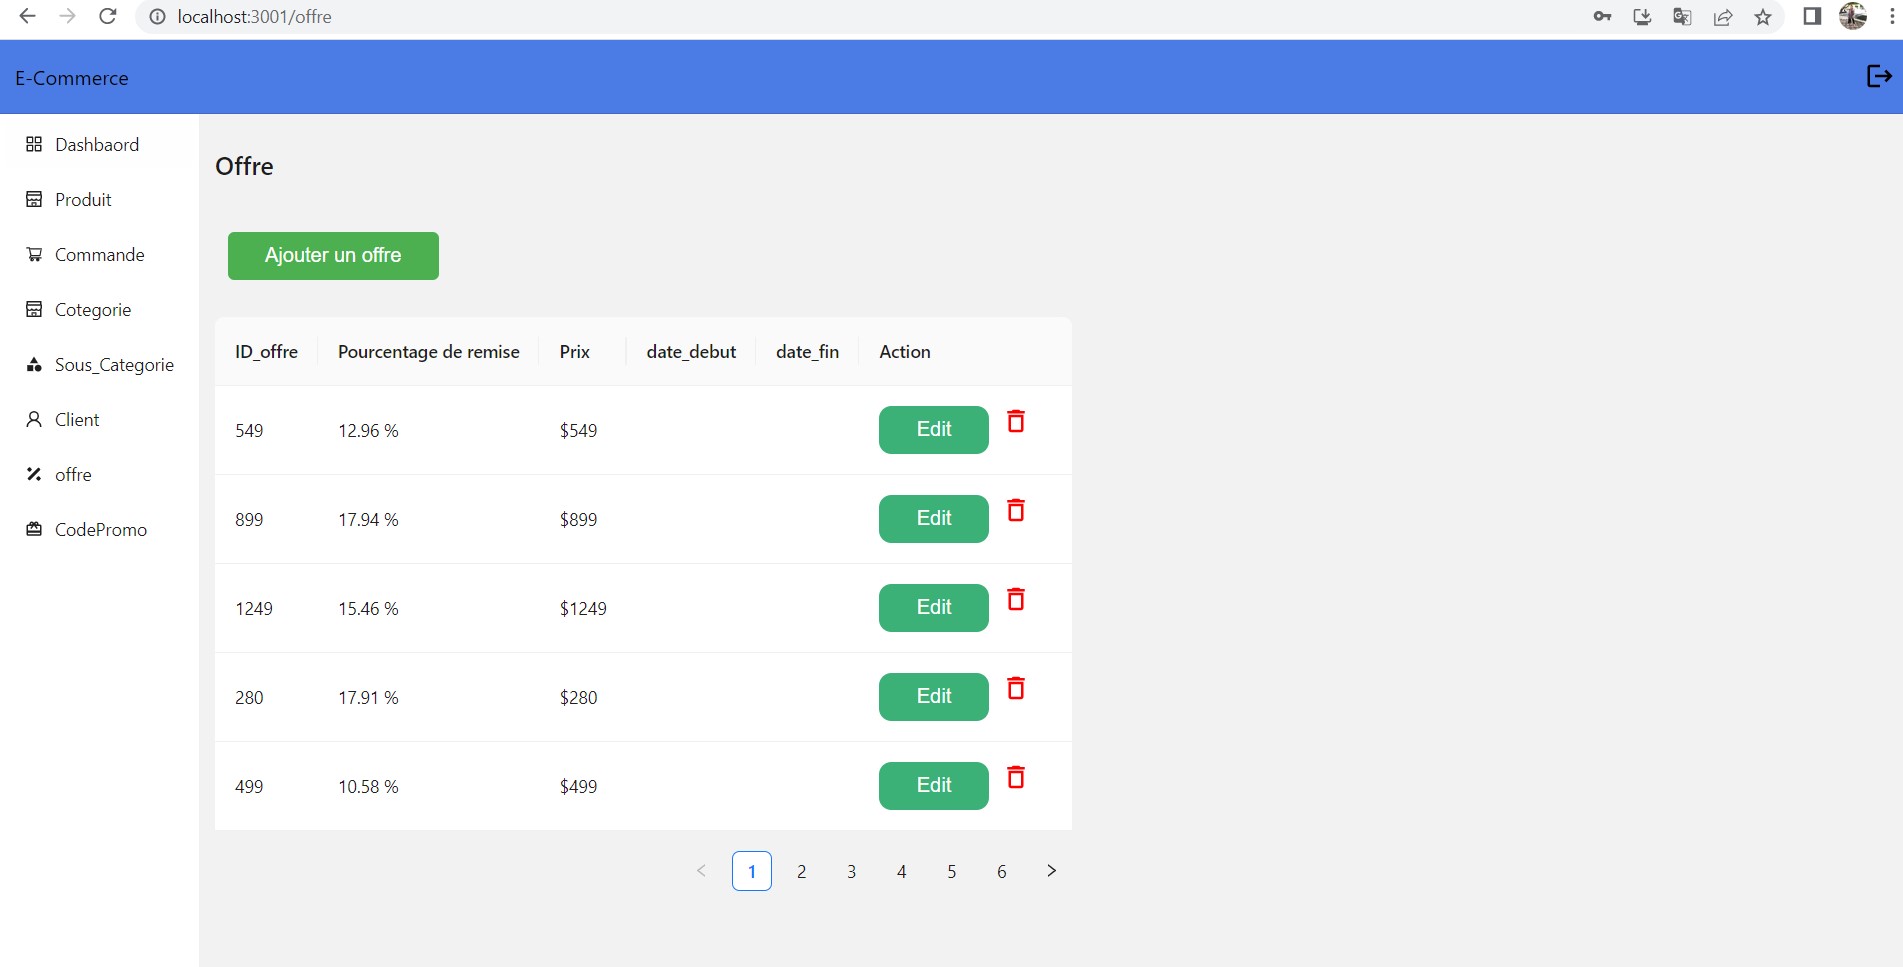 localhost:3001/offre
E-Commerce
Dashbaord
Produit
Commande
Cotegorie
Sous_Categorie
Client
offre
CodePromo
Offre
Ajouter un offre
ID_offre Pourcentage de remise Prix date_debut date_fin Action
549 12.96 % $549 Edit
899 17.94 % $899 Edit
1249 15.46 % $1249 Edit
280 17.91 % $280 Edit
499 10.58 % $499 Edit
< 1 2 3 4 5 6 >